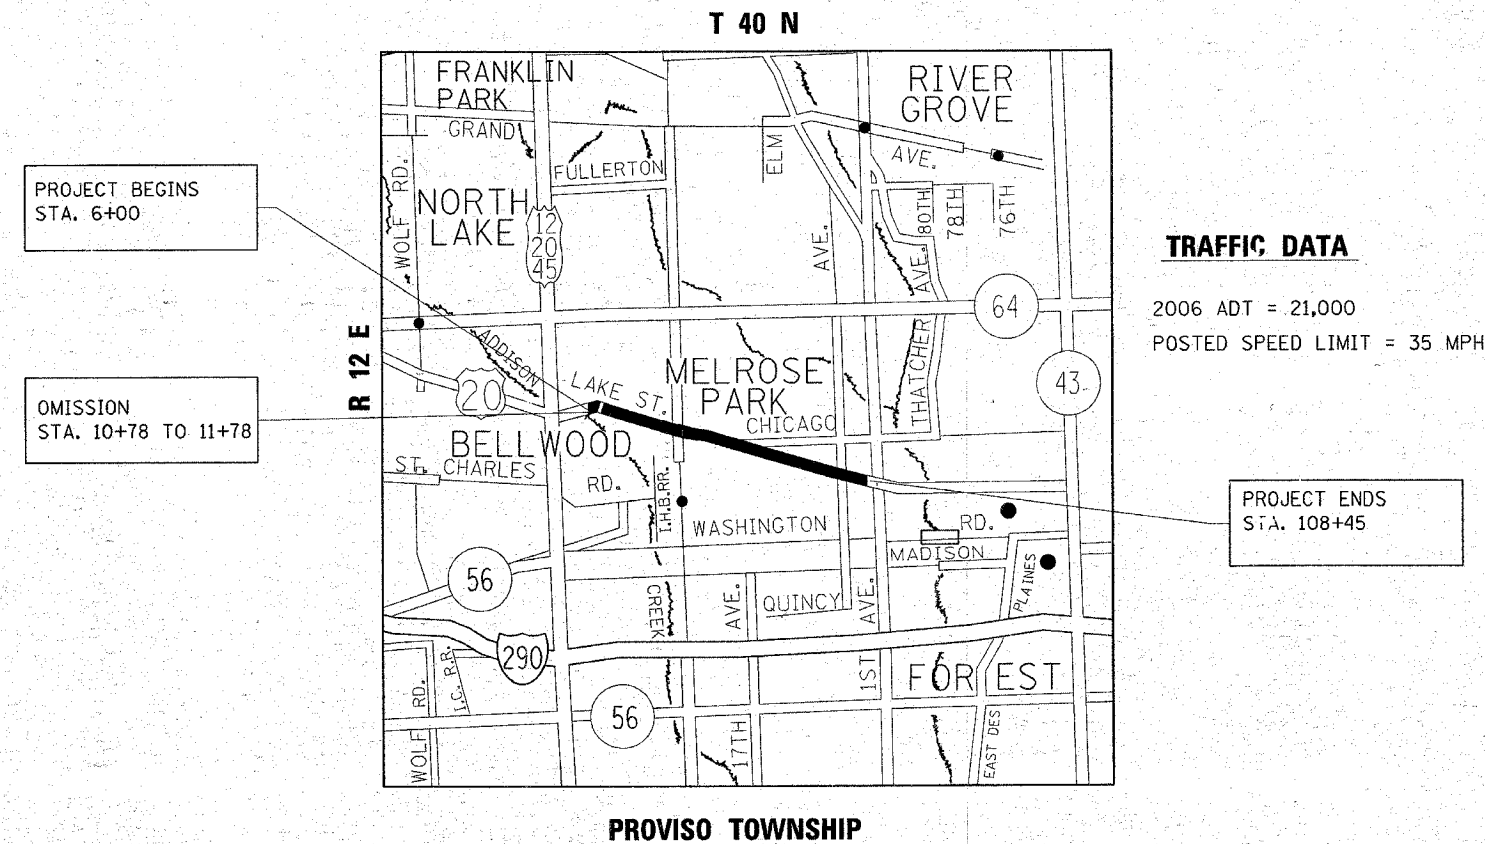 T 40 N
FRANKLIN
PARK
GRAND
RIVER
GROVE
ELM
AVE.
FULLERTON
WOLF RD.
PROJECT BEGINS
STA. 6+00
NORTH
LAKE
12
20
45
80TH
78TH
76TH
AVE.
AVE.
TRAFFIC DATA
2006 ADT = 21,000
POSTED SPEED LIMIT = 35 MPH
64
R 12 E
ADDISON
THATCHER
20
LAKE ST.
MELROSE
PARK
CHICAGO
43
OMISSION
STA. 10+78 TO 11+78
BELLWOOD
ST. CHARLES
RD.
I.H.B.RR.
WASHINGTON
RD.
MADISON
PROJECT ENDS
STA. 108+45
56
CREEK
AVE.
QUINCY
AVE.
PLAINES
290
I.C. R.R.
WOLF RD.
56
17TH
1ST
FOREST
EAST DES
PROVISO TOWNSHIP